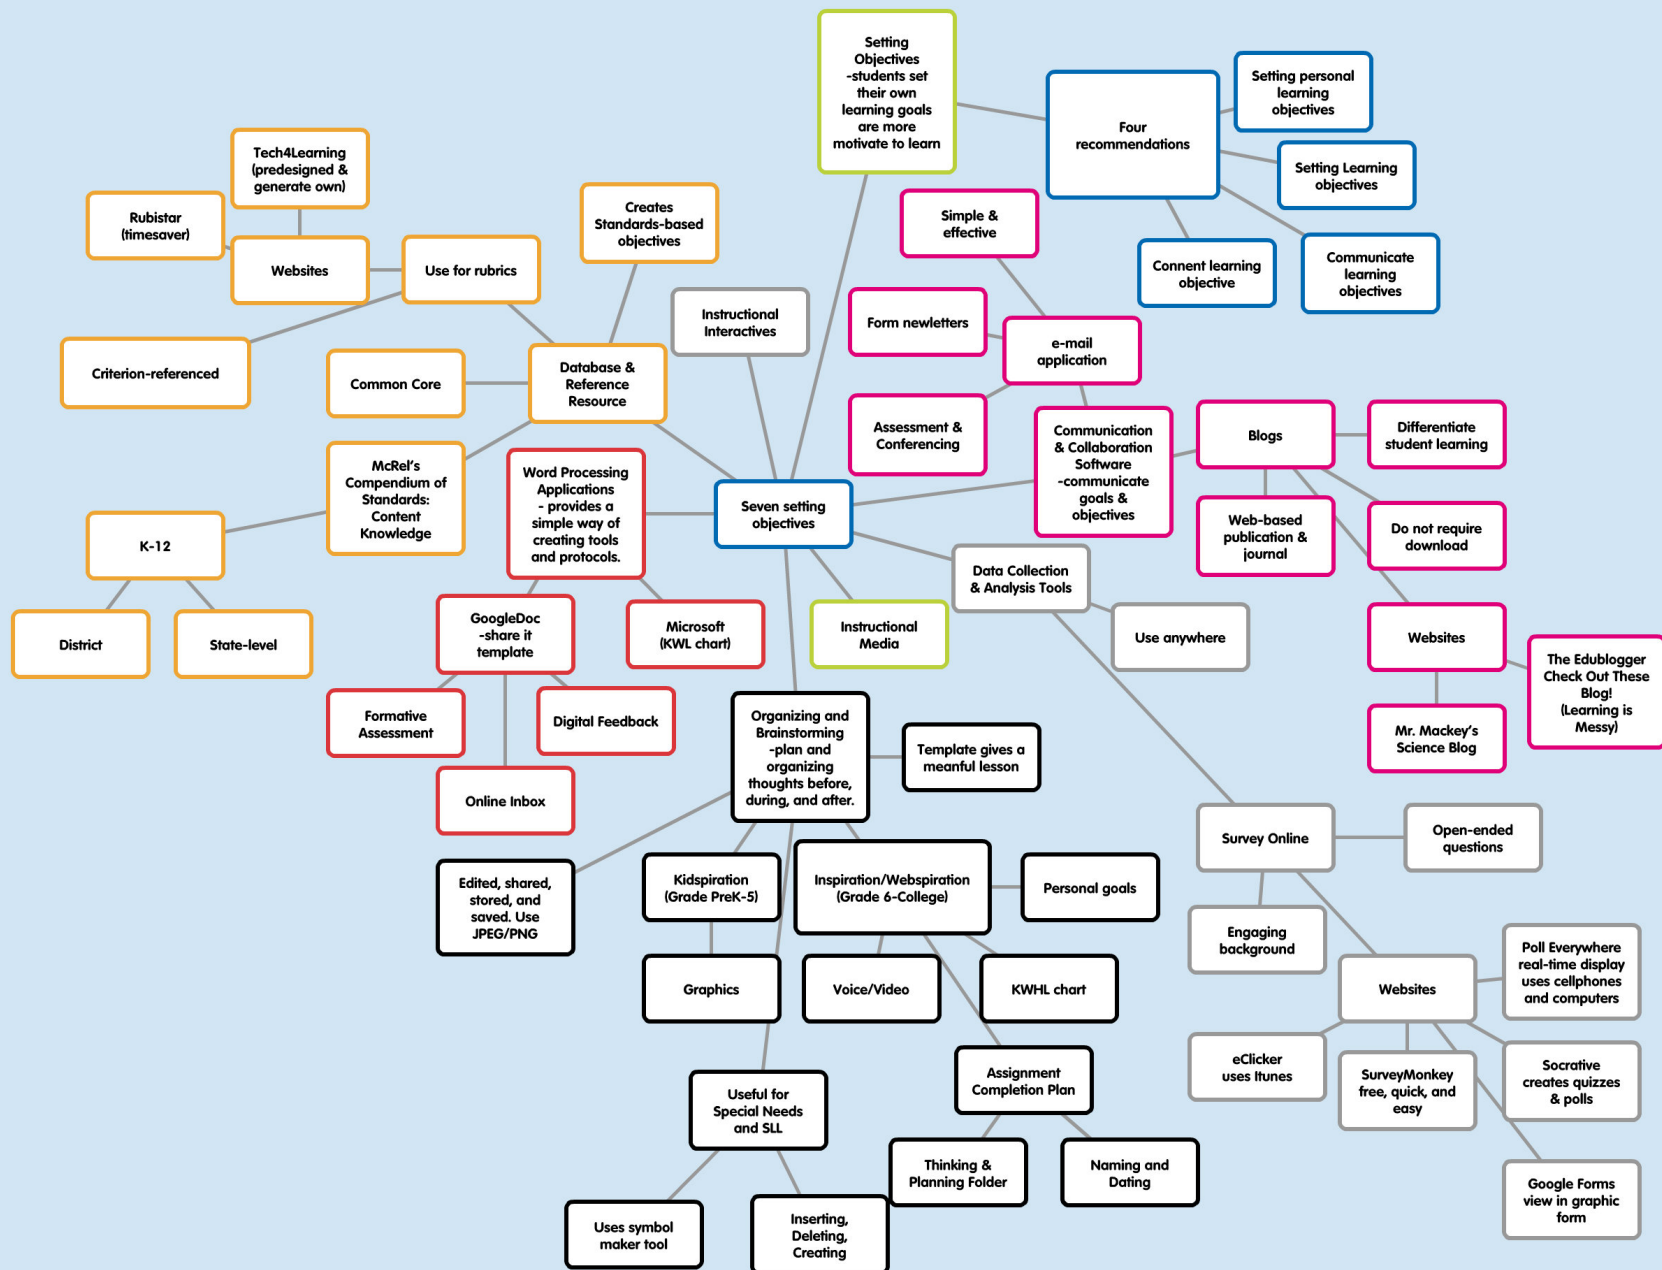 Setting
Objectives
-students set
their own
learning goals
are more
motivate to learn
Four
recommendations
Setting personal
learning
objectives
Setting Learning
objectives
Communicate
learning
objectives
Connent learning
objective
Tech4Learning
(predesigned &
generate own)
Rubistar
(timesaver)
Websites
Use for rubrics
Creates
Standards-based
objectives
Criterion-referenced
Common Core
Database &
Reference
Resource
Instructional
Interactives
McRel's
Compendium of
Standards:
Content
Knowledge
K-12
District
State-level
Simple &
effective
Form newletters
e-mail
application
Assessment &
Conferencing
Communication
& Collaboration
Software
-communicate
goals &
objectives
Blogs
Differentiate
student learning
Web-based
publication &
journal
Do not require
download
Websites
The Edublogger
Check Out These
Blog!
(Learning is
Messy)
Mr. Mackey's
Science Blog
Word Processing
Applications
- provides a
simple way of
creating tools
and protocols.
Seven setting
objectives
GoogleDoc
-share it
template
Microsoft
(KWL chart)
Formative
Assessment
Digital Feedback
Online Inbox
Instructional
Media
Data Collection
& Analysis Tools
Use anywhere
Organizing and
Brainstorming
-plan and
organizing
thoughts before,
during, and after.
Template gives a
meanful lesson
Edited, shared,
stored, and
saved. Use
JPEG/PNG
Kidspiration
(Grade PreK-5)
Inspiration/Webspiration
(Grade 6-College)
Personal goals
Graphics
Voice/Video
KWHL chart
Assignment
Completion Plan
Thinking &
Planning Folder
Naming and
Dating
Useful for
Special Needs
and SLL
Uses symbol
maker tool
Inserting,
Deleting,
Creating
Survey Online
Open-ended
questions
Engaging
background
Websites
Poll Everywhere
real-time display
uses cellphones
and computers
eClicker
uses Itunes
SurveyMonkey
free, quick, and
easy
Socrative
creates quizzes
& polls
Google Forms
view in graphic
form